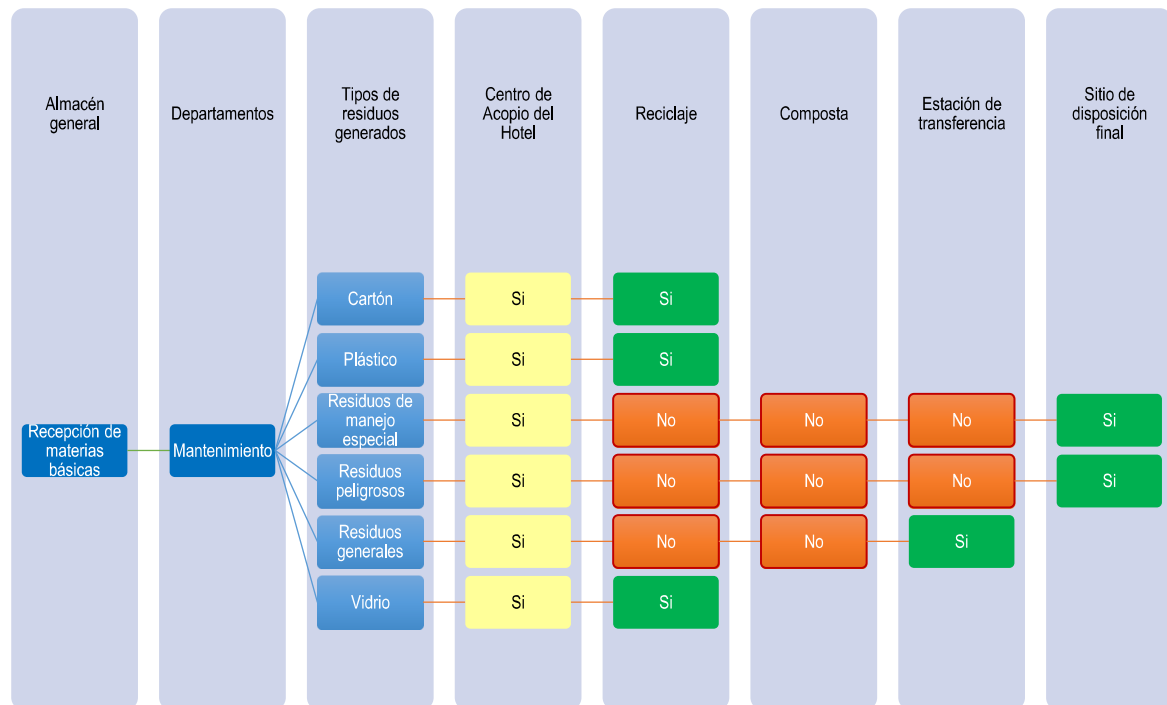 Almacén
general
Departamentos
Tipos de
residuos
generados
Centro de
Acopio del
Hotel
Reciclaje
Composta
Estación de
transferencia
Sitio de
disposición
final
Cartón
Si
Si
Plástico
Si
Si
Recepción de
materias
básicas
Mantenimiento
Residuos de
manejo
especial
Si
No
No
No
Si
Residuos
peligrosos
Si
No
No
No
Si
Residuos
generales
Si
No
No
Si
Vidrio
Si
Si